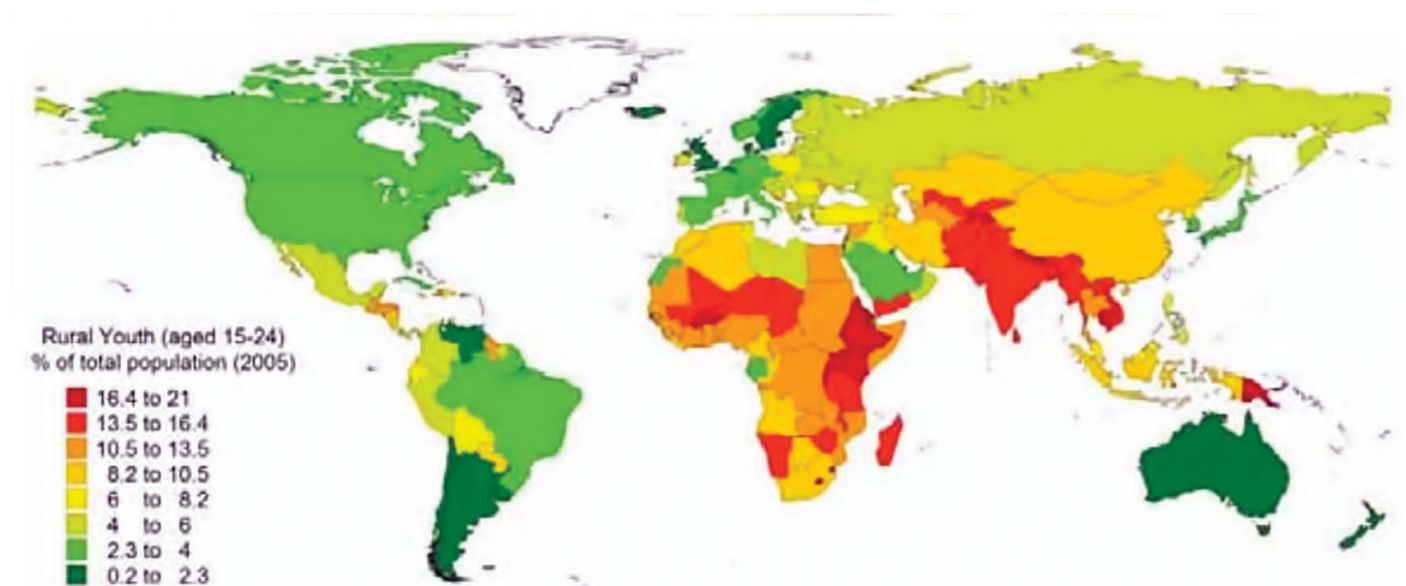 Rural Youth (aged 15-24)
% of total population (2005)
16.4 to 21
13.5 to 16.4
10.5 to 13.5
8.2 to 10.5
6 to 8.2
4 to 6
2.3 to 4
0.2 to 2.3